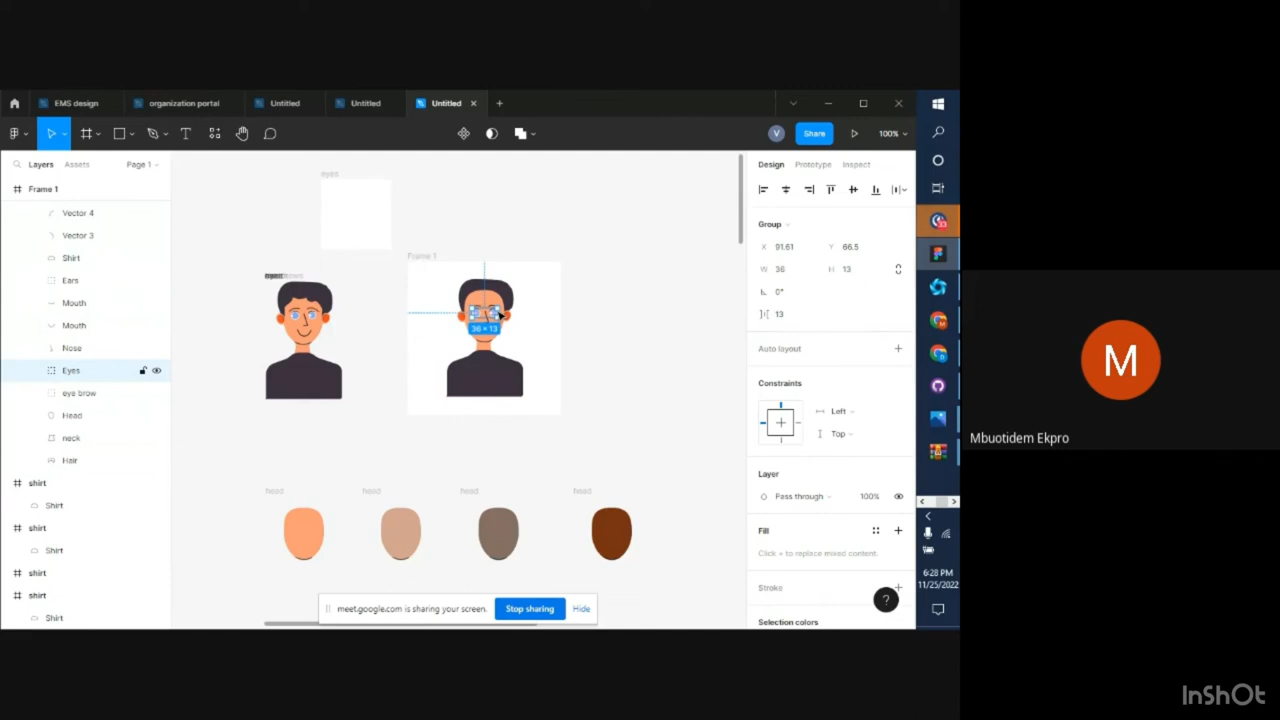 EMS design
organization portal
Untitled
Untitled
Untitled
V
Share
100%
Layers
Assets
Page 1
Design
Prototype
Inspect
Frame 1
Vector 4
Vector 3
Shirt
Ears
Mouth
Mouth
Nose
Eyes
eye brow
Head
neck
Hair
shirt
Shirt
shirt
Shirt
shirt
shirt
Shirt
eyes
Frame 1
36 × 13
head
head
head
head
Group
X 91.61 Y 66.5
W 36 H 13
0°
13
Auto layout
Constraints
Left
Top
Layer
Pass through 100%
Fill
Click + to replace mixed content.
Stroke
?
Selection colors
meet.google.com is sharing your screen.
Stop sharing
Hide
6:28 PM
11/25/2022
M
Mbuotidem Ekpro
InShOt